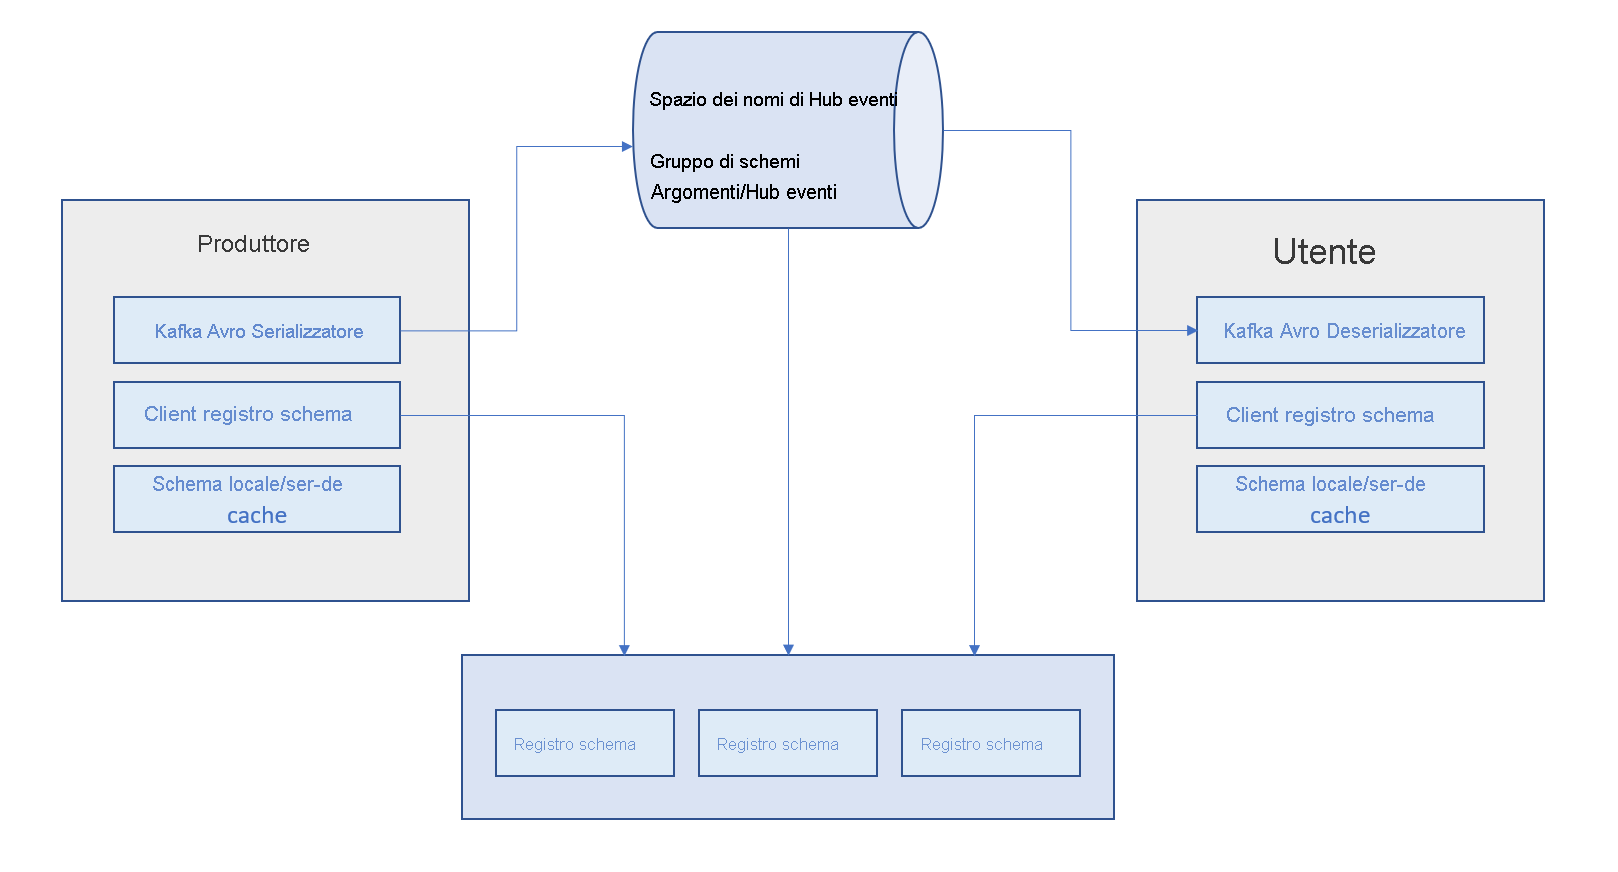 Spazio dei nomi di Hub eventi
Gruppo di schemi
Argomenti/Hub eventi
Produttore
Kafka Avro Serializzatore
Client registro schema
Schema locale/ser-de
cache
Utente
Kafka Avro Deserializzatore
Client registro schema
Schema locale/ser-de
cache
Registro schema
Registro schema
Registro schema